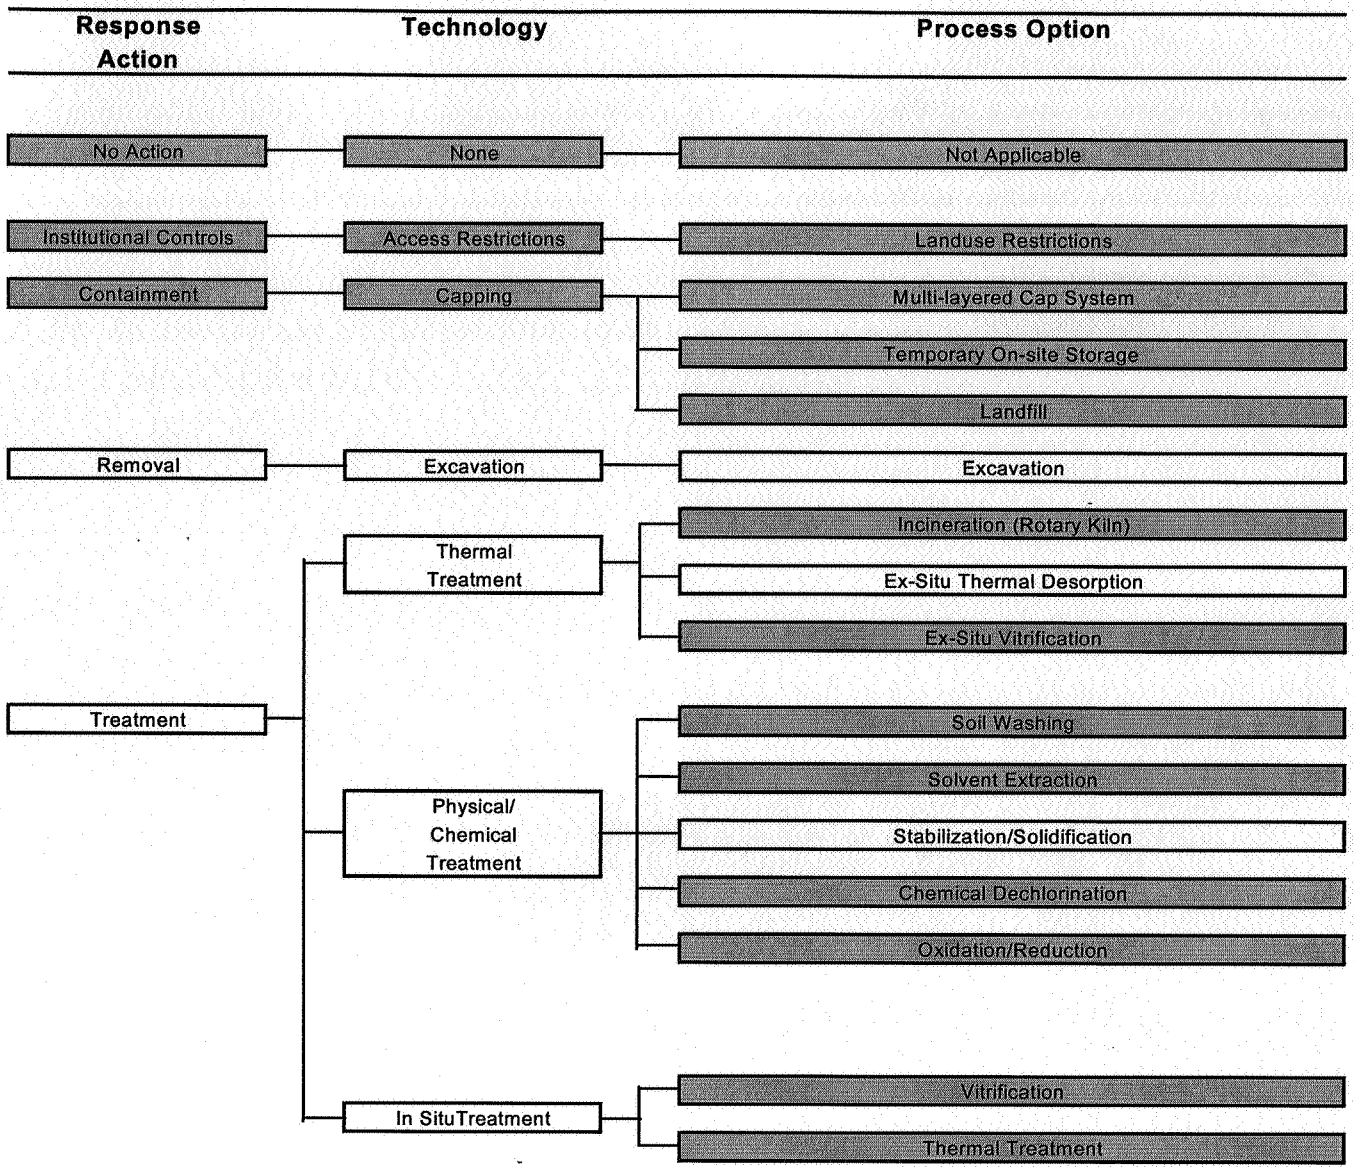 Response
Action
Technology
Process Option
No Action
None
Not Applicable
Institutional Controls
Access Restrictions
Landuse Restrictions
Containment
Capping
Multi-layered Cap System
Temporary On-site Storage
Landfill
Removal
Excavation
Excavation
Thermal
Treatment
Incineration (Rotary Kiln)
Ex-Situ Thermal Desorption
Ex-Situ Vitrification
Treatment
Physical/
Chemical
Treatment
Soil Washing
Solvent Extraction
Stabilization/Solidification
Chemical Dechlorination
Oxidation/Reduction
In SituTreatment
Vitrification
Thermal Treatment